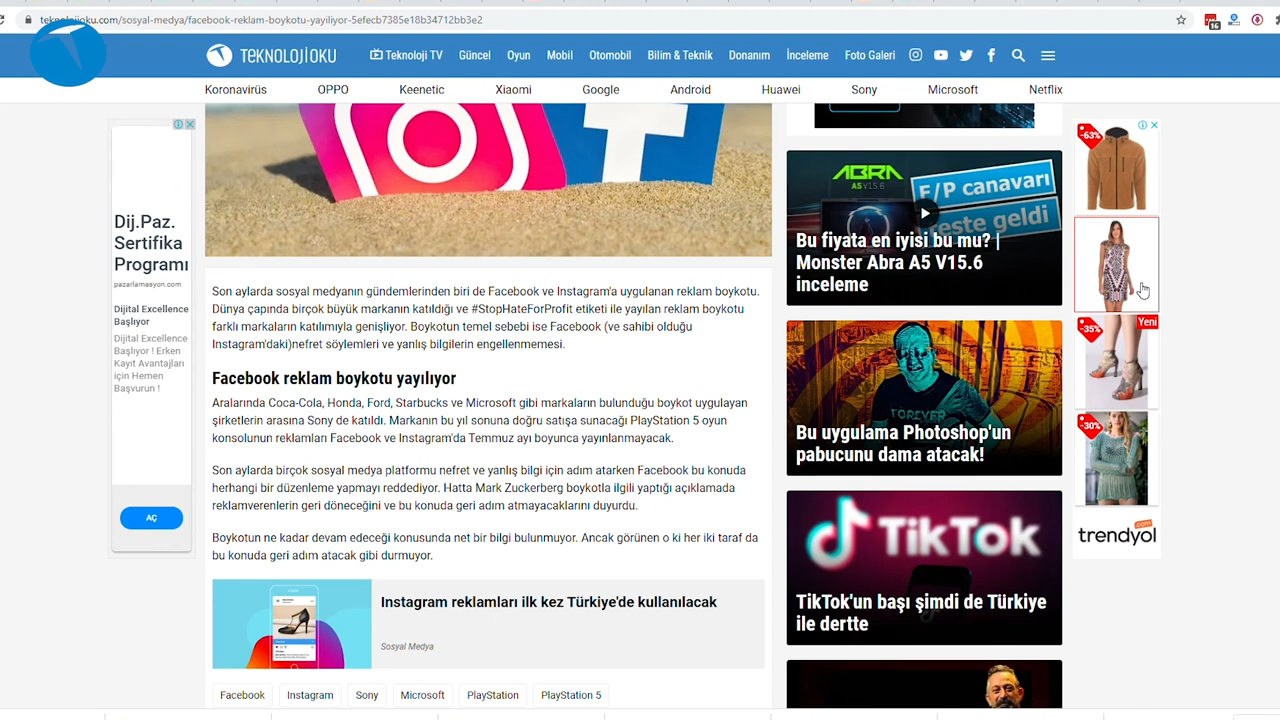 teknolojioku.com/sosyal-medya/facebook-reklam-boykotu-yayiliyor-5efecb7385e18b34712bb3e2
16
TEKNOLOJİOKU
Teknoloji TV
Güncel
Oyun
Mobil
Otomobil
Bilim & Teknik
Donanım
İnceleme
Foto Galeri
Koronavirüs
OPPO
Keenetic
Xiaomi
Google
Android
Huawei
Sony
Microsoft
Netflix
Dij.Paz.
Sertifika
Programı
pazarlamasyon.com
Dijital Excellence
Başlıyor
Dijital Excellence
Başlıyor ! Erken
Kayıt Avantajları
için Hemen
Başvurun !
AÇ
Son aylarda sosyal medyanın gündemlerinden biri de Facebook ve Instagram'a uygulanan reklam boykotu.
Dünya çapında birçok büyük markanın katıldığı ve #StopHateForProfit etiketi ile yayılan reklam boykotu
farklı markaların katılımıyla genişliyor. Boykotun temel sebebi ise Facebook (ve sahibi olduğu
Instagram'daki)nefret söylemleri ve yanlış bilgilerin engellenmemesi.
Facebook reklam boykotu yayılıyor
Aralarında Coca-Cola, Honda, Ford, Starbucks ve Microsoft gibi markaların bulunduğu boykot uygulayan
şirketlerin arasına Sony de katıldı. Markanın bu yıl sonuna doğru satışa sunacağı PlayStation 5 oyun
konsolunun reklamları Facebook ve Instagram'da Temmuz ayı boyunca yayınlanmayacak.
Son aylarda birçok sosyal medya platformu nefret ve yanlış bilgi için adım atarken Facebook bu konuda
herhangi bir düzenleme yapmayı reddediyor. Hatta Mark Zuckerberg boykotla ilgili yaptığı açıklamada
reklamverenlerin geri döneceğini ve bu konuda geri adım atmayacaklarını duyurdu.
Boykotun ne kadar devam edeceği konusunda net bir bilgi bulunmuyor. Ancak görünen o ki her iki taraf da
bu konuda geri adım atacak gibi durmuyor.
Instagram reklamları ilk kez Türkiye'de kullanılacak
Sosyal Medya
Facebook
Instagram
Sony
Microsoft
PlayStation
PlayStation 5
ABRA
A5 V15.6
F/P canavarı
teste geldi
Bu fiyata en iyisi bu mu? |
Monster Abra A5 V15.6
inceleme
FOREVER
Bu uygulama Photoshop'un
pabucunu dama atacak!
TikTok
TikTok'un başı şimdi de Türkiye
ile dertte
-63%
Yeni
-35%
-30%
trendyol.com